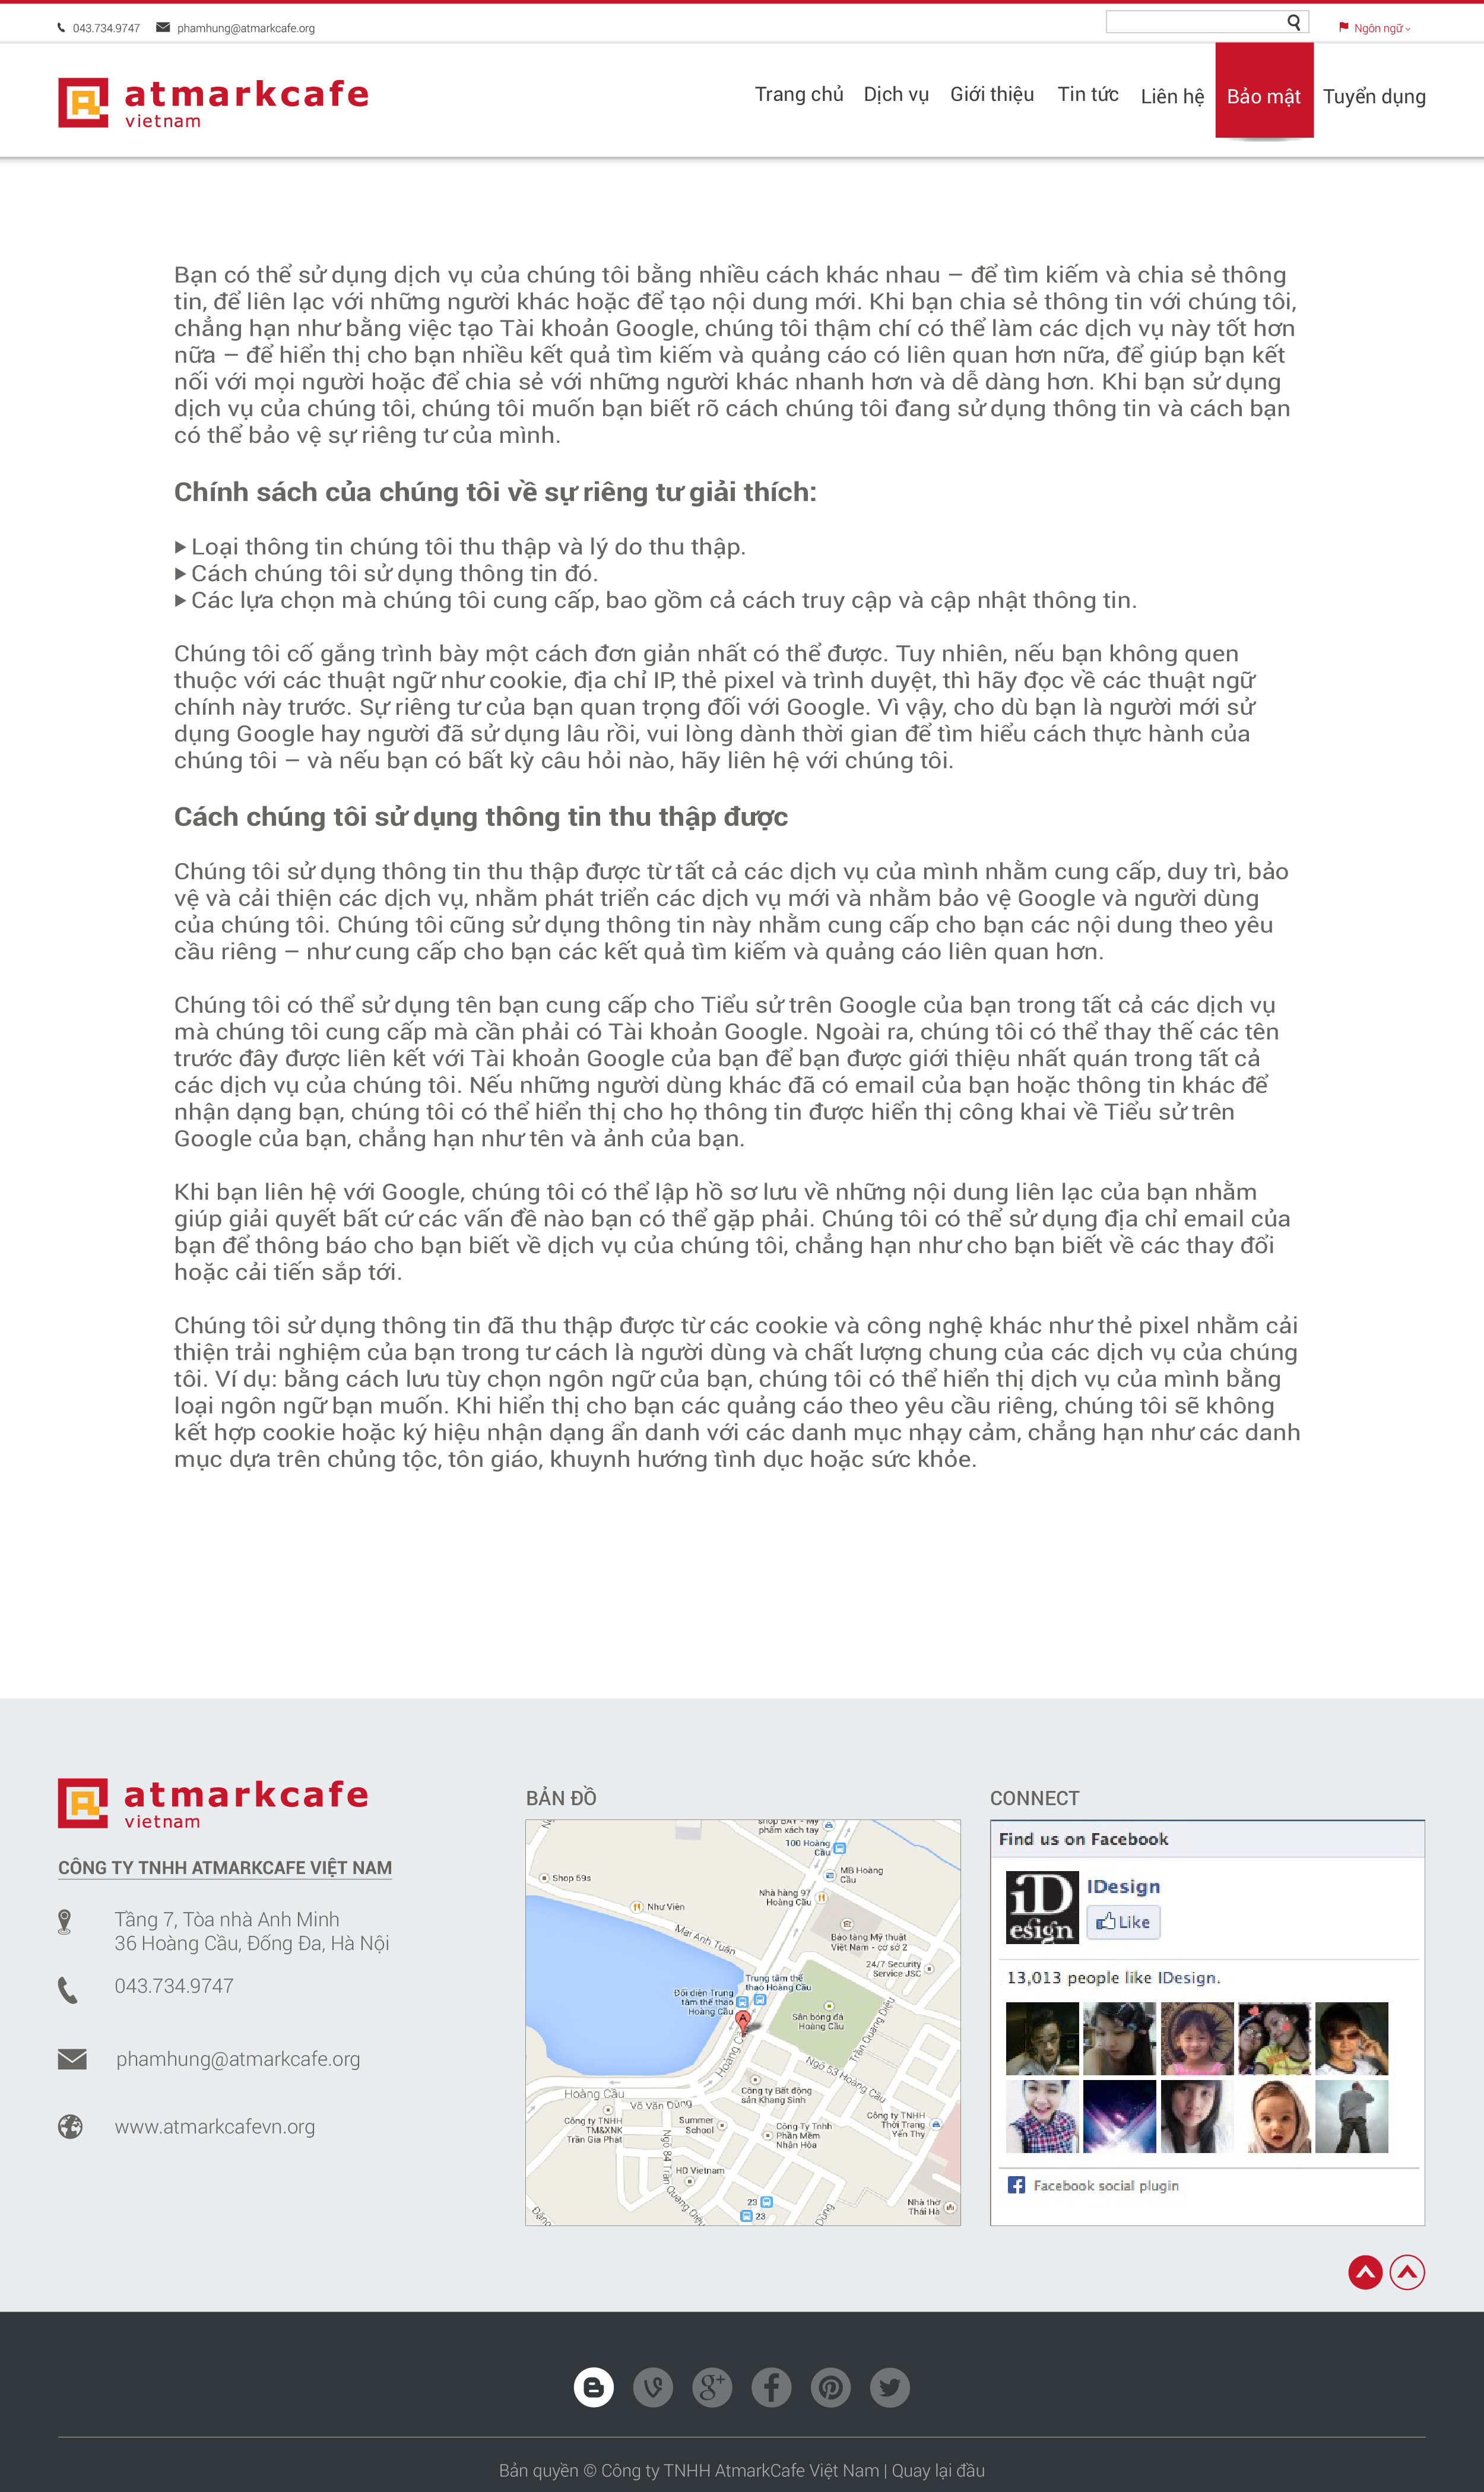 043.734.9747 phamhung@atmarkcafe.org
Ngôn ngữ
atmarkcafe
vietnam
Trang chủ Dịch vụ Giới thiệu Tin tức Liên hệ Bảo mật Tuyển dụng
Bạn có thể sử dụng dịch vụ của chúng tôi bằng nhiều cách khác nhau – để tìm kiếm và chia sẻ thông
tin, để liên lạc với những người khác hoặc để tạo nội dung mới. Khi bạn chia sẻ thông tin với chúng tôi,
chẳng hạn như bằng việc tạo Tài khoản Google, chúng tôi thậm chí có thể làm các dịch vụ này tốt hơn
nữa – để hiển thị cho bạn nhiều kết quả tìm kiếm và quảng cáo có liên quan hơn nữa, để giúp bạn kết
nối với mọi người hoặc để chia sẻ với những người khác nhanh hơn và dễ dàng hơn. Khi bạn sử dụng
dịch vụ của chúng tôi, chúng tôi muốn bạn biết rõ cách chúng tôi đang sử dụng thông tin và cách bạn
có thể bảo vệ sự riêng tư của mình.
Chính sách của chúng tôi về sự riêng tư giải thích:
Loại thông tin chúng tôi thu thập và lý do thu thập.
Cách chúng tôi sử dụng thông tin đó.
Các lựa chọn mà chúng tôi cung cấp, bao gồm cả cách truy cập và cập nhật thông tin.
Chúng tôi cố gắng trình bày một cách đơn giản nhất có thể được. Tuy nhiên, nếu bạn không quen
thuộc với các thuật ngữ như cookie, địa chỉ IP, thẻ pixel và trình duyệt, thì hãy đọc về các thuật ngữ
chính này trước. Sự riêng tư của bạn quan trọng đối với Google. Vì vậy, cho dù bạn là người mới sử
dụng Google hay người đã sử dụng lâu rồi, vui lòng dành thời gian để tìm hiểu cách thực hành của
chúng tôi – và nếu bạn có bất kỳ câu hỏi nào, hãy liên hệ với chúng tôi.
Cách chúng tôi sử dụng thông tin thu thập được
Chúng tôi sử dụng thông tin thu thập được từ tất cả các dịch vụ của mình nhằm cung cấp, duy trì, bảo
vệ và cải thiện các dịch vụ, nhằm phát triển các dịch vụ mới và nhằm bảo vệ Google và người dùng
của chúng tôi. Chúng tôi cũng sử dụng thông tin này nhằm cung cấp cho bạn các nội dung theo yêu
cầu riêng – như cung cấp cho bạn các kết quả tìm kiếm và quảng cáo liên quan hơn.
Chúng tôi có thể sử dụng tên bạn cung cấp cho Tiểu sử trên Google của bạn trong tất cả các dịch vụ
mà chúng tôi cung cấp mà cần phải có Tài khoản Google. Ngoài ra, chúng tôi có thể thay thế các tên
trước đây được liên kết với Tài khoản Google của bạn để bạn được giới thiệu nhất quán trong tất cả
các dịch vụ của chúng tôi. Nếu những người dùng khác đã có email của bạn hoặc thông tin khác để
nhận dạng bạn, chúng tôi có thể hiển thị cho họ thông tin được hiển thị công khai về Tiểu sử trên
Google của bạn, chẳng hạn như tên và ảnh của bạn.
Khi bạn liên hệ với Google, chúng tôi có thể lập hồ sơ lưu về những nội dung liên lạc của bạn nhằm
giúp giải quyết bất cứ các vấn đề nào bạn có thể gặp phải. Chúng tôi có thể sử dụng địa chỉ email của
bạn để thông báo cho bạn biết về dịch vụ của chúng tôi, chẳng hạn như cho bạn biết về các thay đổi
hoặc cải tiến sắp tới.
Chúng tôi sử dụng thông tin đã thu thập được từ các cookie và công nghệ khác như thẻ pixel nhằm cải
thiện trải nghiệm của bạn trong tư cách là người dùng và chất lượng chung của các dịch vụ của chúng
tôi. Ví dụ: bằng cách lưu tùy chọn ngôn ngữ của bạn, chúng tôi có thể hiển thị dịch vụ của mình bằng
loại ngôn ngữ bạn muốn. Khi hiển thị cho bạn các quảng cáo theo yêu cầu riêng, chúng tôi sẽ không
kết hợp cookie hoặc ký hiệu nhận dạng ẩn danh với các danh mục nhạy cảm, chẳng hạn như các danh
mục dựa trên chủng tộc, tôn giáo, khuynh hướng tình dục hoặc sức khỏe.
atmarkcafe
vietnam
CÔNG TY TNHH ATMARKCAFE VIỆT NAM
Tầng 7, Tòa nhà Anh Minh
36 Hoàng Cầu, Đống Đa, Hà Nội
043.734.9747
phamhung@atmarkcafe.org
www.atmarkcafevn.org
BẢN ĐỒ
shop BAY - My
phẩm xách tay
100 Hoàng
Cầu
MB Hoàng
Cầu
Shop 59s
Nhà hàng 97
Hoàng Cầu
Như Viên
Mai Anh Tuấn
Bảo tàng Mỹ thuật
Việt Nam - cơ sở 2
24/7 Security
Service JSC
Trung tâm thể
thao Hoàng Cầu
Đối diện Trung
tâm thể thao
Hoàng Cầu
A
Sân bóng đá
Hoàng Cầu
Trần Quang Diệu
Hoàng Cầu
Ngõ 53 Hoàng Cầu
Hoàng Cầu
Võ Văn Dũng
Công ty Bất động
sản Khang Sinh
Công ty TNHH
TM&XNK
Trần Gia Phát
Summer
School
Công Ty Tnhh
Phần Mềm
Nhân Hòa
Công ty TNHH
Thời Trang
Yến Thy
Ngõ 84 Trần Quang Diệu
HD Vietnam
23
23
Nhà thờ
Thái Hà
Đặng
Dũng
CONNECT
Find us on Facebook
iD
esign
IDesign
Like
13,013 people like IDesign.
Facebook social plugin
Bản quyền © Công ty TNHH AtmarkCafe Việt Nam | Quay lại đầu